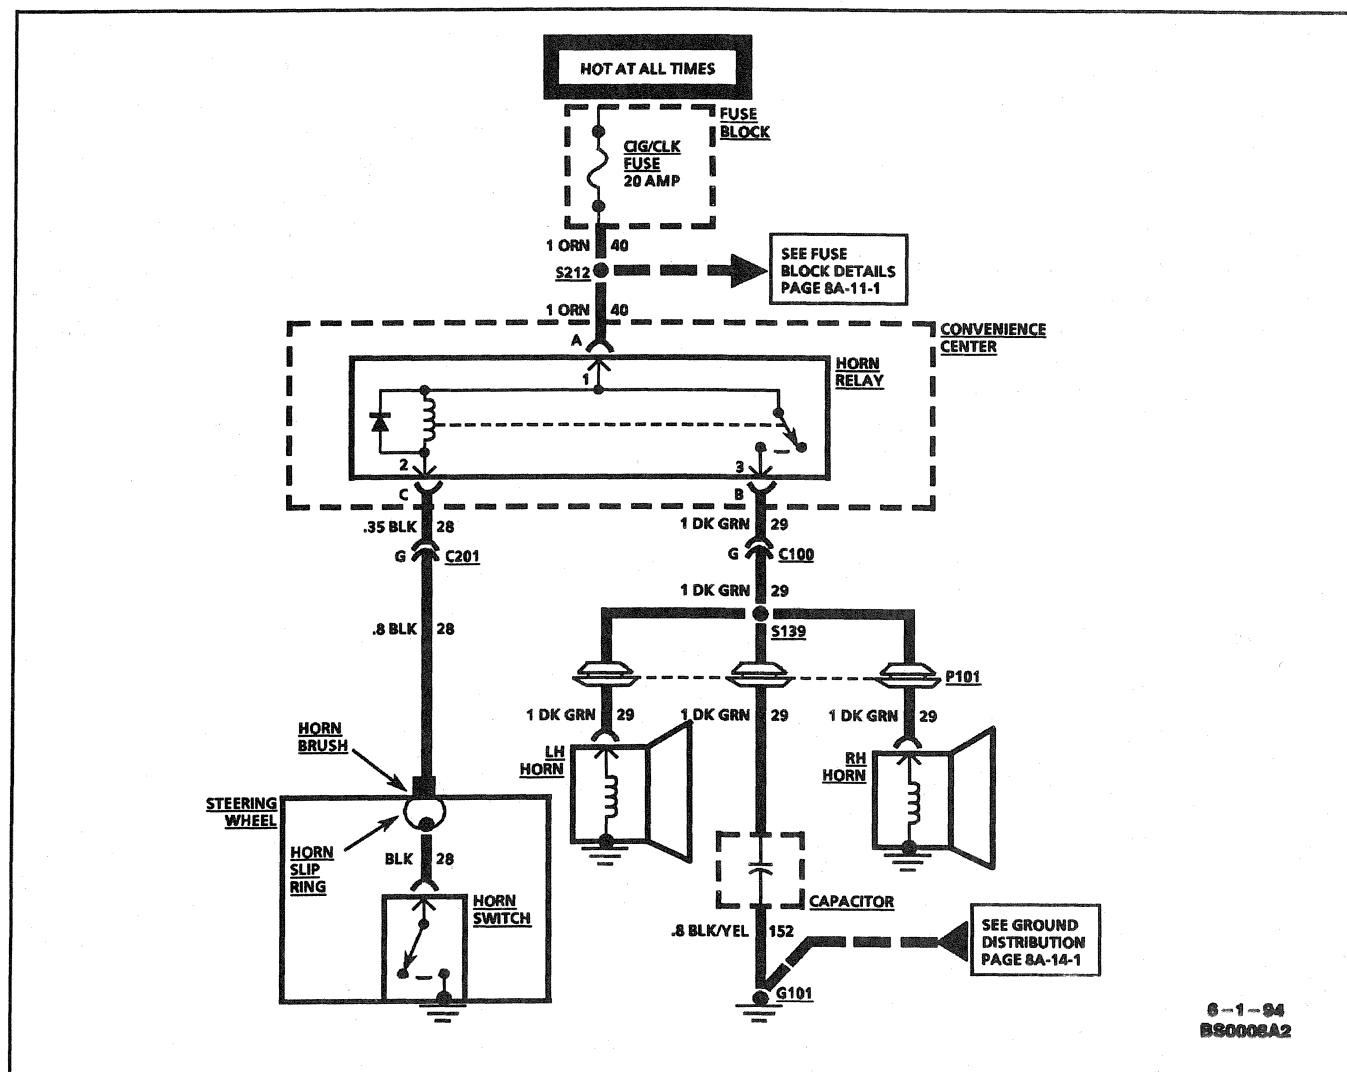 HOT AT ALL TIMES
FUSE
BLOCK
CIG/CLK
FUSE
20 AMP
1 ORN 40
S212
SEE FUSE
BLOCK DETAILS
PAGE 8A-11-1
1 ORN 40
A
CONVENIENCE
CENTER
HORN
RELAY
1
2
3
C
B
.35 BLK 28
1 DK GRN 29
G C201
G C100
1 DK GRN 29
.8 BLK 28
S139
P101
1 DK GRN 29
1 DK GRN 29
1 DK GRN 29
HORN
BRUSH
LH
HORN
RH
HORN
STEERING
WHEEL
HORN
SLIP
RING
BLK 28
HORN
SWITCH
CAPACITOR
.8 BLK/YEL 152
SEE GROUND
DISTRIBUTION
PAGE 8A-14-1
G101
6-1-94
BS0006A2